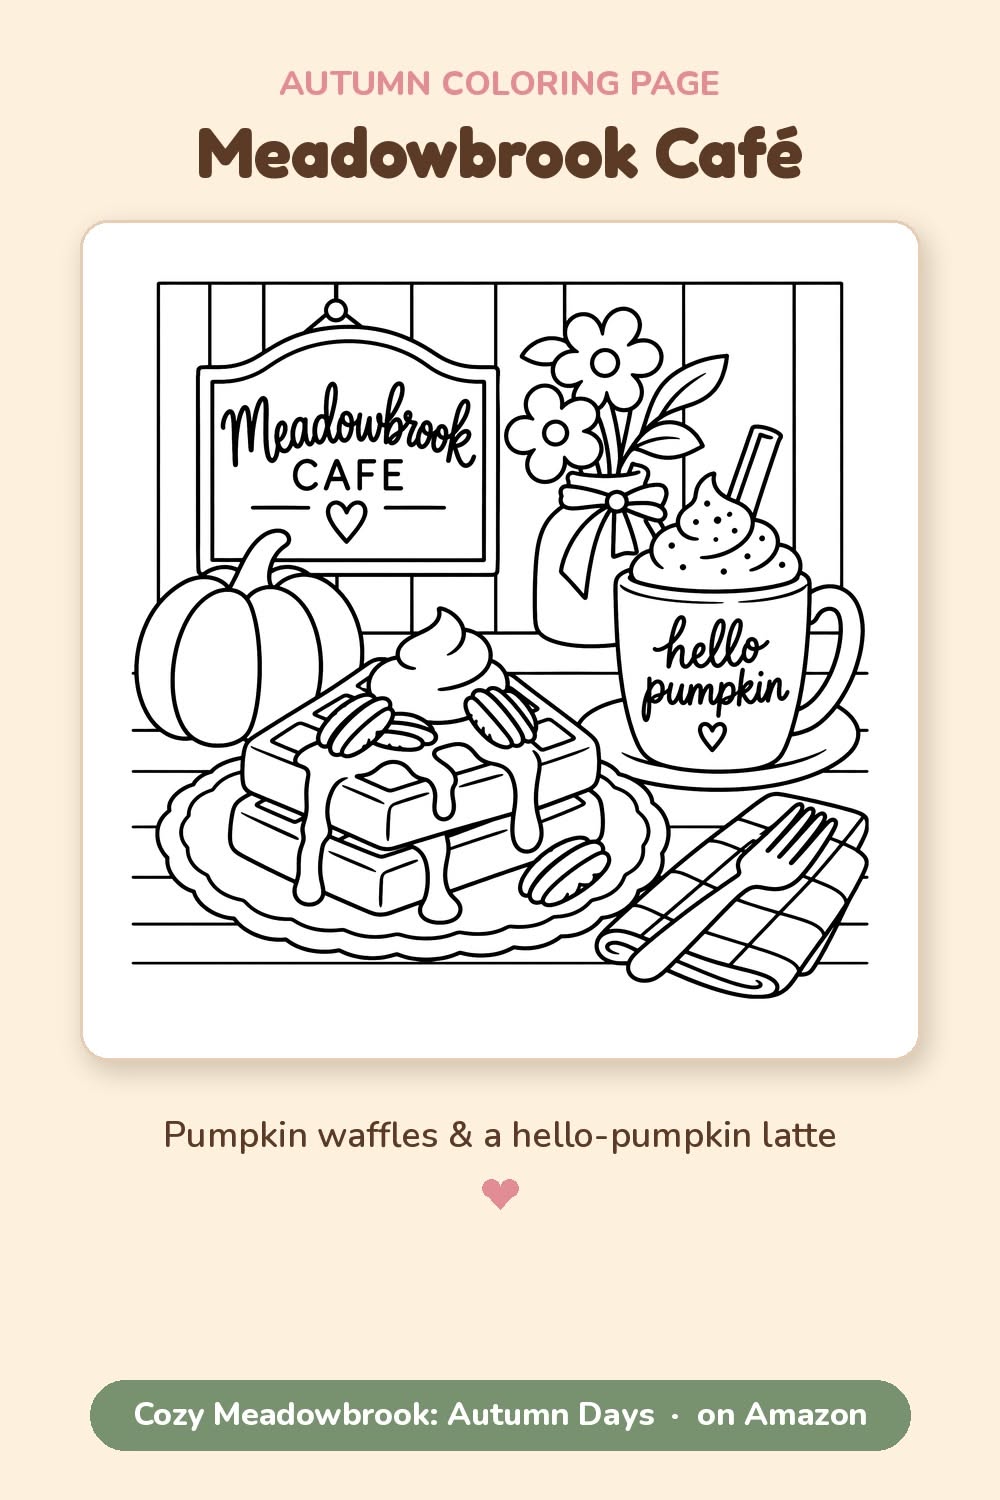 AUTUMN COLORING PAGE
Meadowbrook Café
Meadowbrook
CAFE
hello
pumpkin
Pumpkin waffles & a hello-pumpkin latte
Cozy Meadowbrook: Autumn Days · on Amazon